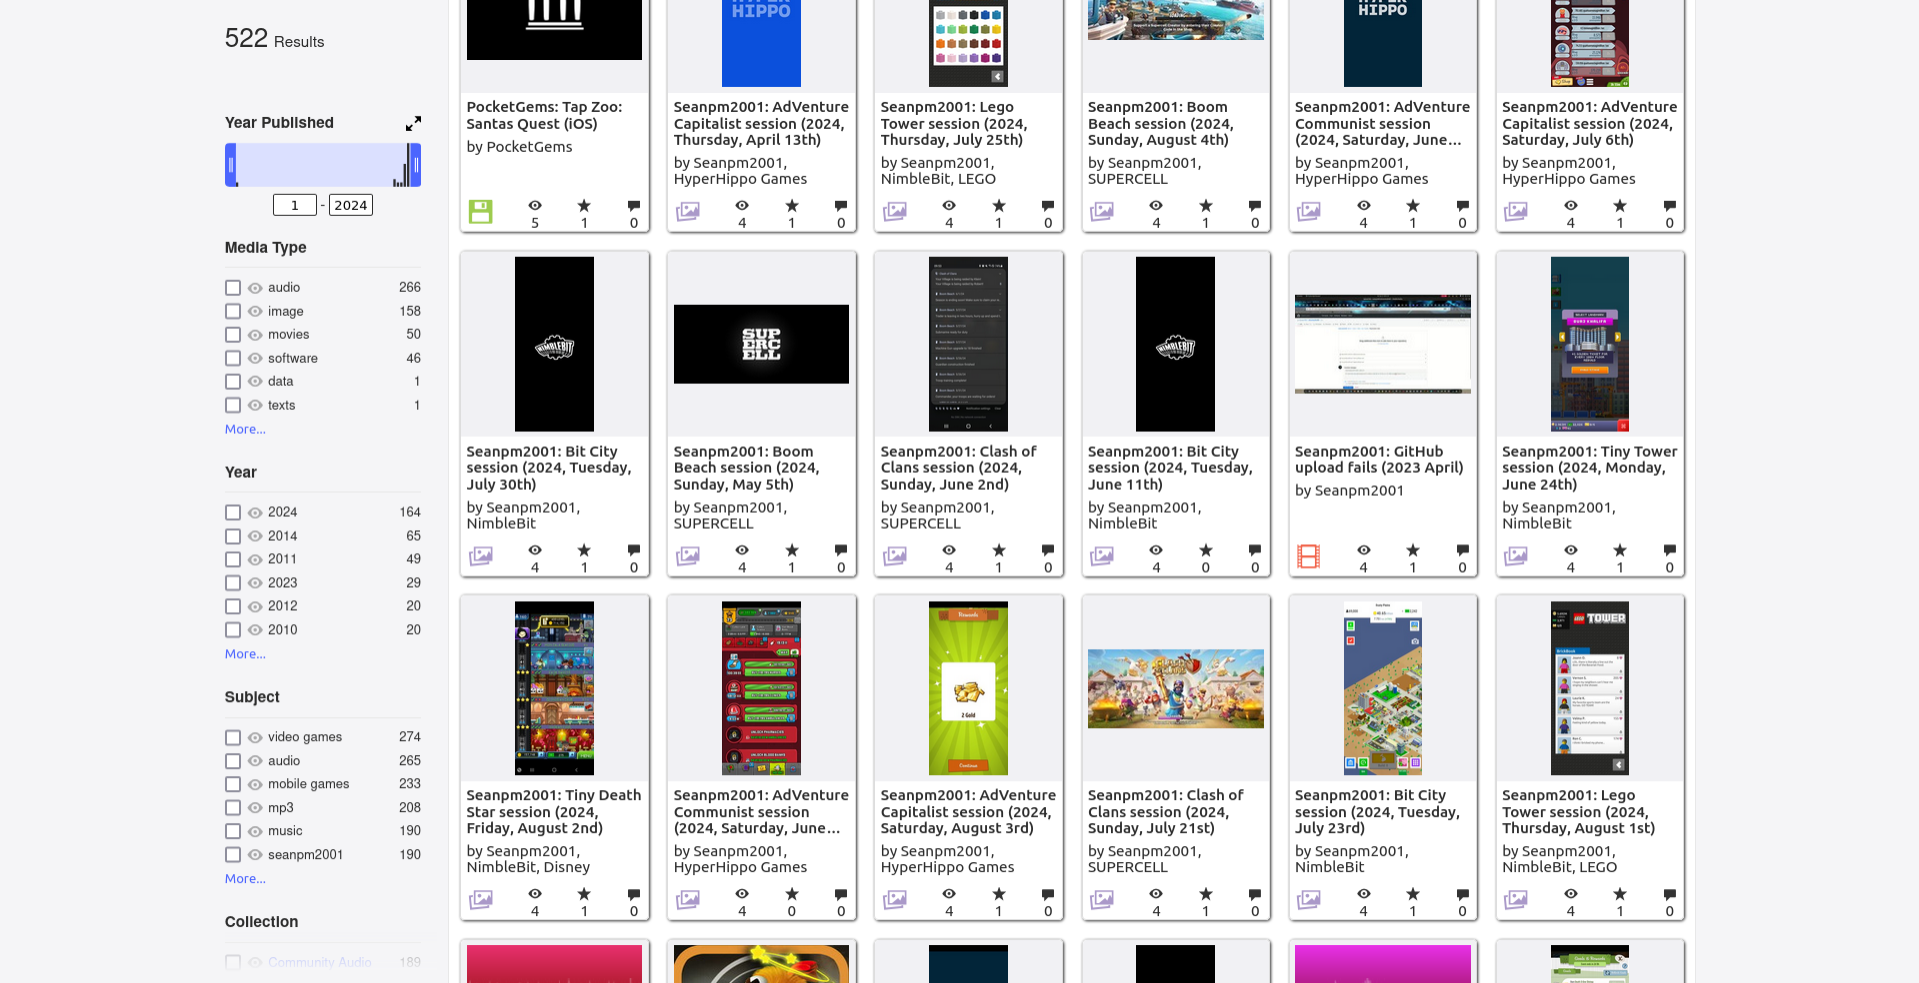 522 Results
Year Published
1 - 2024
Media Type
audio 266
image 158
movies 50
software 46
data 1
texts 1
More...
Year
2024 164
2014 65
2011 49
2023 29
2012 20
2010 20
More...
Subject
video games 274
audio 265
mobile games 233
mp3 208
music 190
seanpm2001 190
More...
Collection
Community Audio 189
PocketGems: Tap Zoo:
Santas Quest (iOS)
by PocketGems
5 1 0
HYPER
HIPPO
Seanpm2001: AdVenture
Capitalist session (2024,
Thursday, April 13th)
by Seanpm2001,
HyperHippo Games
4 1 0
Seanpm2001: Lego
Tower session (2024,
Thursday, July 25th)
by Seanpm2001,
NimbleBit, LEGO
4 1 0
Seanpm2001: Boom
Beach session (2024,
Sunday, August 4th)
by Seanpm2001,
SUPERCELL
4 1 0
HIPPO
Seanpm2001: AdVenture
Communist session
(2024, Saturday, June...
by Seanpm2001,
HyperHippo Games
4 1 0
Seanpm2001: AdVenture
Capitalist session (2024,
Saturday, July 6th)
by Seanpm2001,
HyperHippo Games
4 1 0
NIMBLEBIT
Seanpm2001: Bit City
session (2024, Tuesday,
July 30th)
by Seanpm2001,
NimbleBit
4 1 0
SUP
ERC
ELL
Seanpm2001: Boom
Beach session (2024,
Sunday, May 5th)
by Seanpm2001,
SUPERCELL
4 1 0
Seanpm2001: Clash of
Clans session (2024,
Sunday, June 2nd)
by Seanpm2001,
SUPERCELL
4 1 0
NIMBLEBIT
Seanpm2001: Bit City
session (2024, Tuesday,
June 11th)
by Seanpm2001,
NimbleBit
4 0 0
Seanpm2001: GitHub
upload fails (2023 April)
by Seanpm2001
4 1 0
Seanpm2001: Tiny Tower
session (2024, Monday,
June 24th)
by Seanpm2001,
NimbleBit
4 1 0
Seanpm2001: Tiny Death
Star session (2024,
Friday, August 2nd)
by Seanpm2001,
NimbleBit, Disney
4 1 0
Seanpm2001: AdVenture
Communist session
(2024, Saturday, June...
by Seanpm2001,
HyperHippo Games
4 0 0
Rewards
2 Gold
Continue
Seanpm2001: AdVenture
Capitalist session (2024,
Saturday, August 3rd)
by Seanpm2001,
HyperHippo Games
4 1 0
Seanpm2001: Clash of
Clans session (2024,
Sunday, July 21st)
by Seanpm2001,
SUPERCELL
4 1 0
Seanpm2001: Bit City
session (2024, Tuesday,
July 23rd)
by Seanpm2001,
NimbleBit
4 1 0
LEGO TOWER
BrickBook
Seanpm2001: Lego
Tower session (2024,
Thursday, August 1st)
by Seanpm2001,
NimbleBit, LEGO
4 1 0